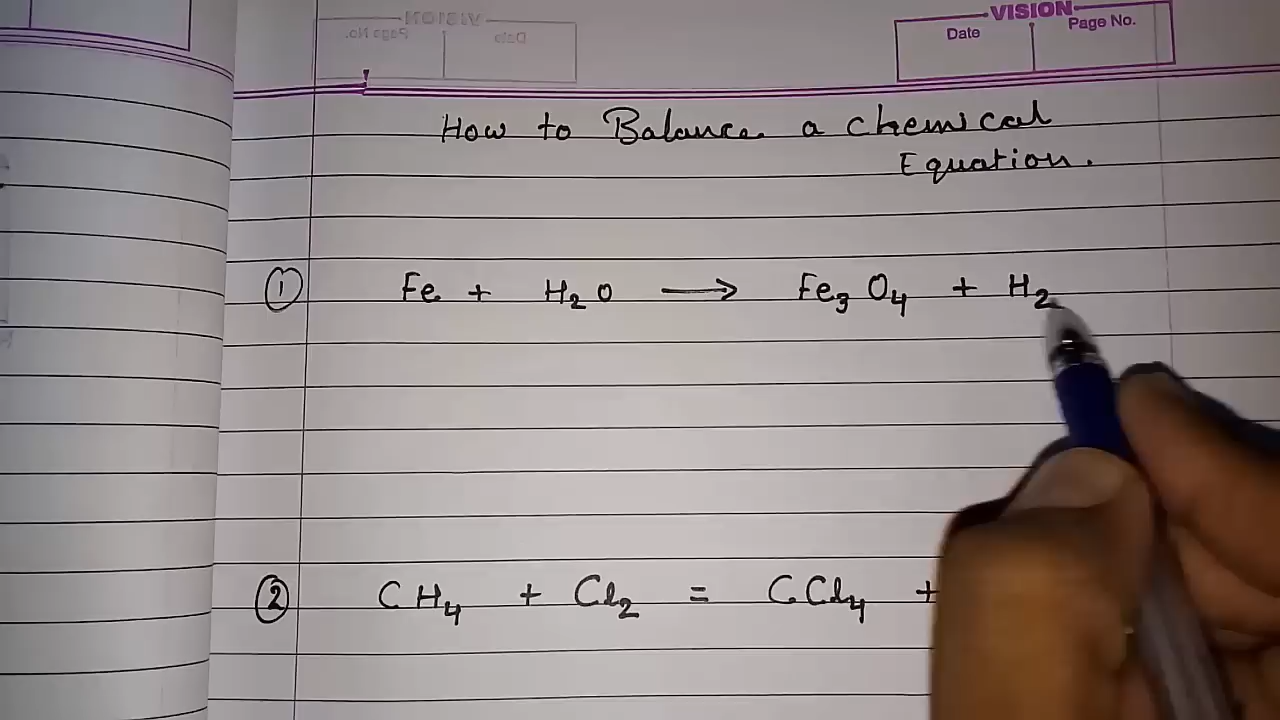 VISION
Date Page No.
How to Balance a chemical
Equation.
① Fe + H₂O ⟶ Fe₃O₄ + H₂
② CH₄ + Cl₂ = CCl₄ +